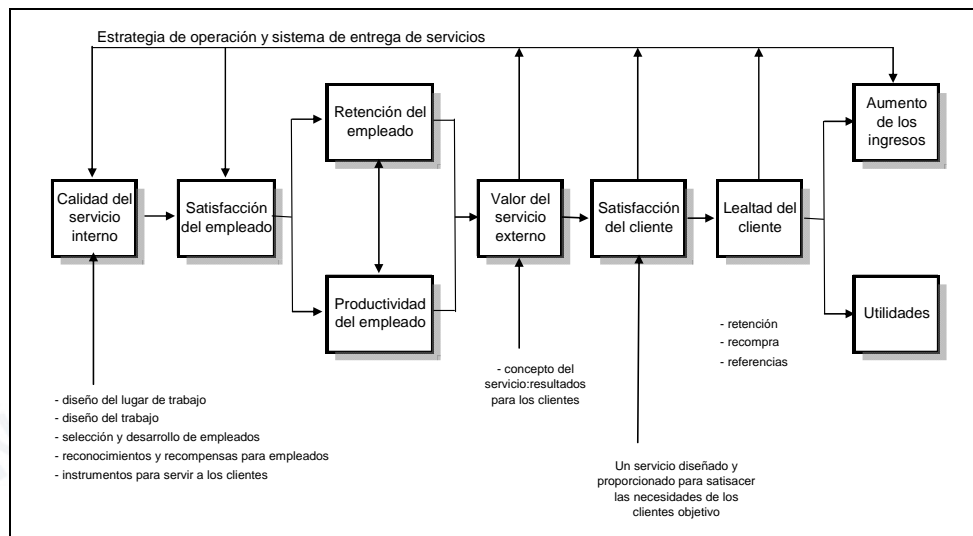 Estrategia de operación y sistema de entrega de servicios
Retención del
empleado
Aumento
de los
ingresos
Calidad del
servicio
interno
Satisfacción
del empleado
Valor del
servicio
externo
Satisfacción
del cliente
Lealtad del
cliente
Productividad
del empleado
Utilidades
- retención
- recompra
- referencias
- concepto del
servicio:resultados
para los clientes
- diseño del lugar de trabajo
- diseño del trabajo
- selección y desarrollo de empleados
- reconocimientos y recompensas para empleados
- instrumentos para servir a los clientes
Un servicio diseñado y
proporcionado para satisacer
las necesidades de los
clientes objetivo